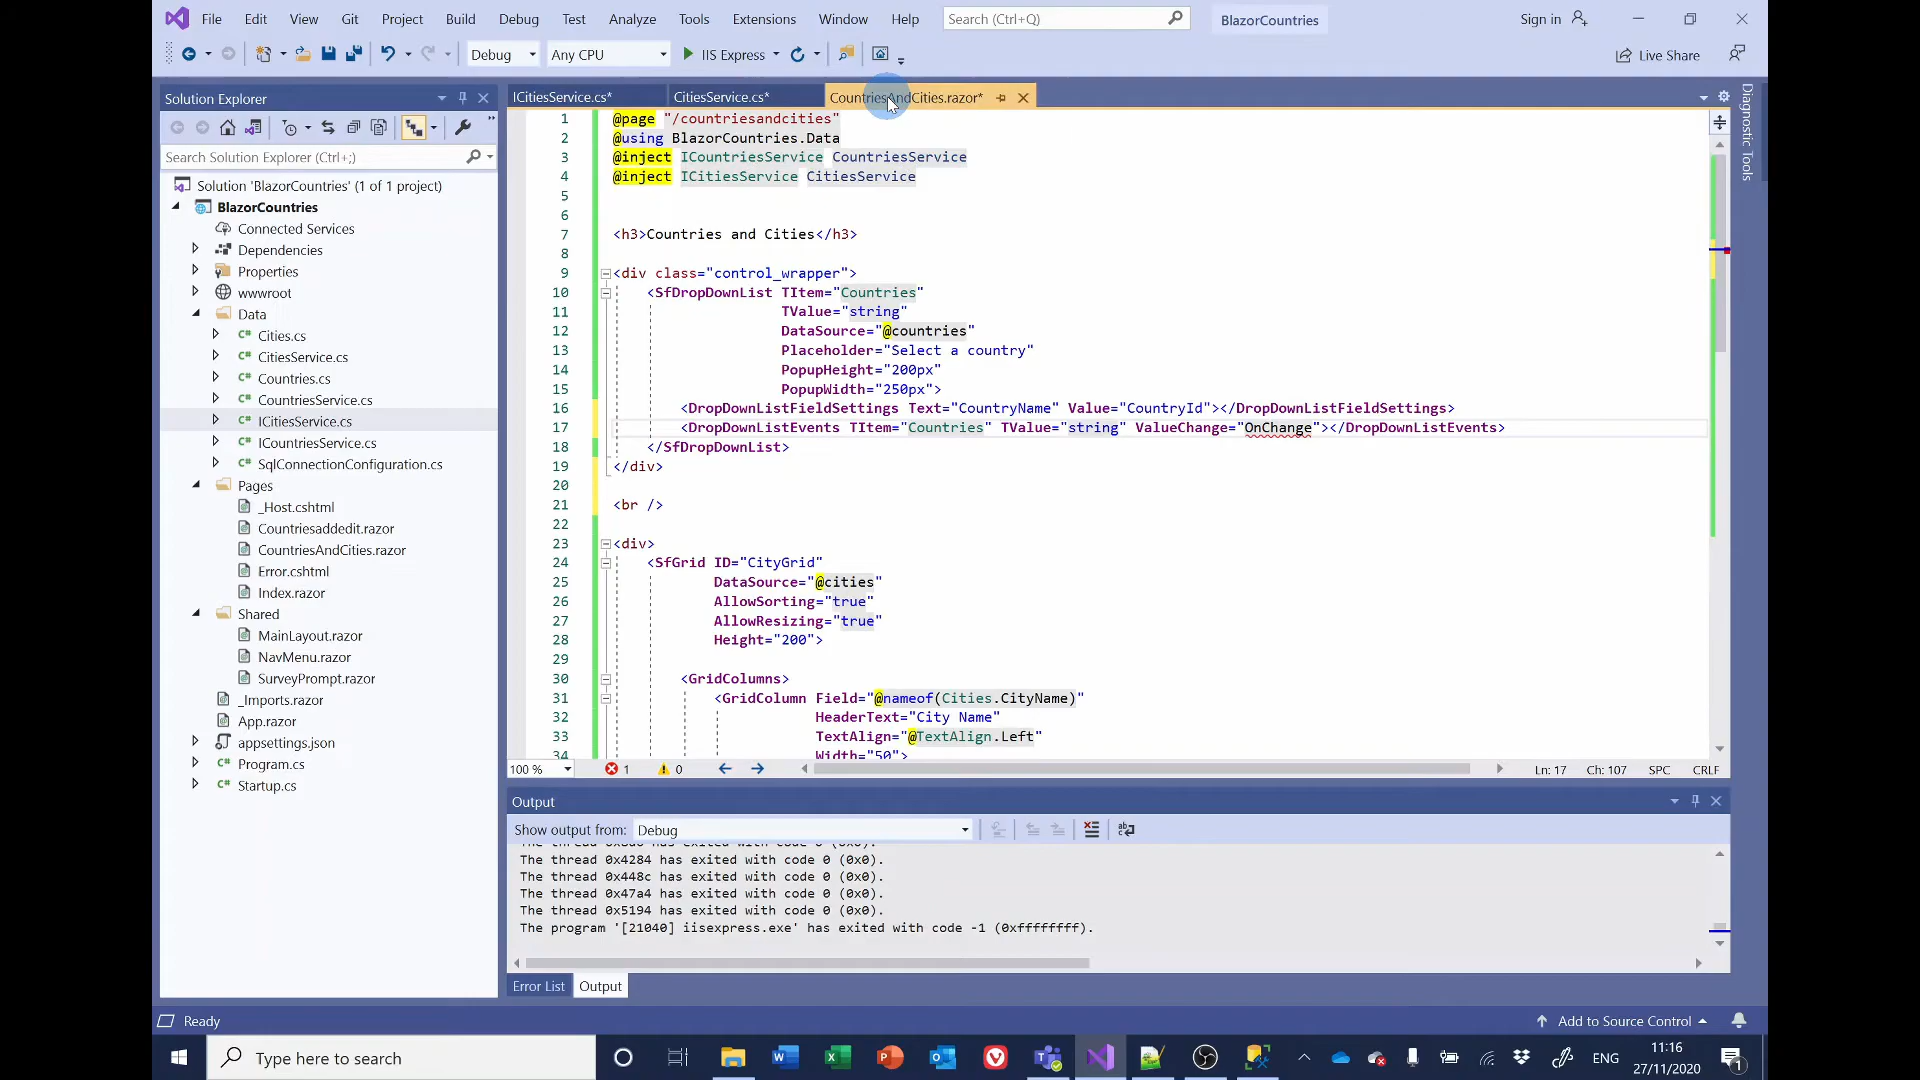 File Edit View Git Project Build Debug Test Analyze Tools Extensions Window Help Search (Ctrl+Q) BlazorCountries Sign in
Debug Any CPU IIS Express Live Share
Solution Explorer
Search Solution Explorer (Ctrl+;)
Solution 'BlazorCountries' (1 of 1 project)
BlazorCountries
Connected Services
Dependencies
Properties
wwwroot
Data
C# Cities.cs
C# CitiesService.cs
C# Countries.cs
C# CountriesService.cs
C# ICitiesService.cs
C# ICountriesService.cs
C# SqlConnectionConfiguration.cs
Pages
_Host.cshtml
Countriesaddedit.razor
CountriesAndCities.razor
Error.cshtml
Index.razor
Shared
MainLayout.razor
NavMenu.razor
SurveyPrompt.razor
_Imports.razor
App.razor
appsettings.json
C# Program.cs
C# Startup.cs
ICitiesService.cs* CitiesService.cs* CountriesAndCities.razor*
1 @page "/countriesandcities"
2 @using BlazorCountries.Data
3 @inject ICountriesService CountriesService
4 @inject ICitiesService CitiesService
5
6
7 <h3>Countries and Cities</h3>
8
9 <div class="control_wrapper">
10 <SfDropDownList TItem="Countries"
11 TValue="string"
12 DataSource="@countries"
13 Placeholder="Select a country"
14 PopupHeight="200px"
15 PopupWidth="250px">
16 <DropDownListFieldSettings Text="CountryName" Value="CountryId"></DropDownListFieldSettings>
17 <DropDownListEvents TItem="Countries" TValue="string" ValueChange="OnChange"></DropDownListEvents>
18 </SfDropDownList>
19 </div>
20
21 <br />
22
23 <div>
24 <SfGrid ID="CityGrid"
25 DataSource="@cities"
26 AllowSorting="true"
27 AllowResizing="true"
28 Height="200">
29
30 <GridColumns>
31 <GridColumn Field="@nameof(Cities.CityName)"
32 HeaderText="City Name"
33 TextAlign="@TextAlign.Left"
34 Width="50">
100 % 1 0 Ln: 17 Ch: 107 SPC CRLF
Diagnostic Tools
Output
Show output from: Debug
The thread 0x4284 has exited with code 0 (0x0).
The thread 0x448c has exited with code 0 (0x0).
The thread 0x47a4 has exited with code 0 (0x0).
The thread 0x5194 has exited with code 0 (0x0).
The program '[21040] iisexpress.exe' has exited with code -1 (0xffffffff).
Error List Output
Ready Add to Source Control
Type here to search
ENG
11:16
27/11/2020
1